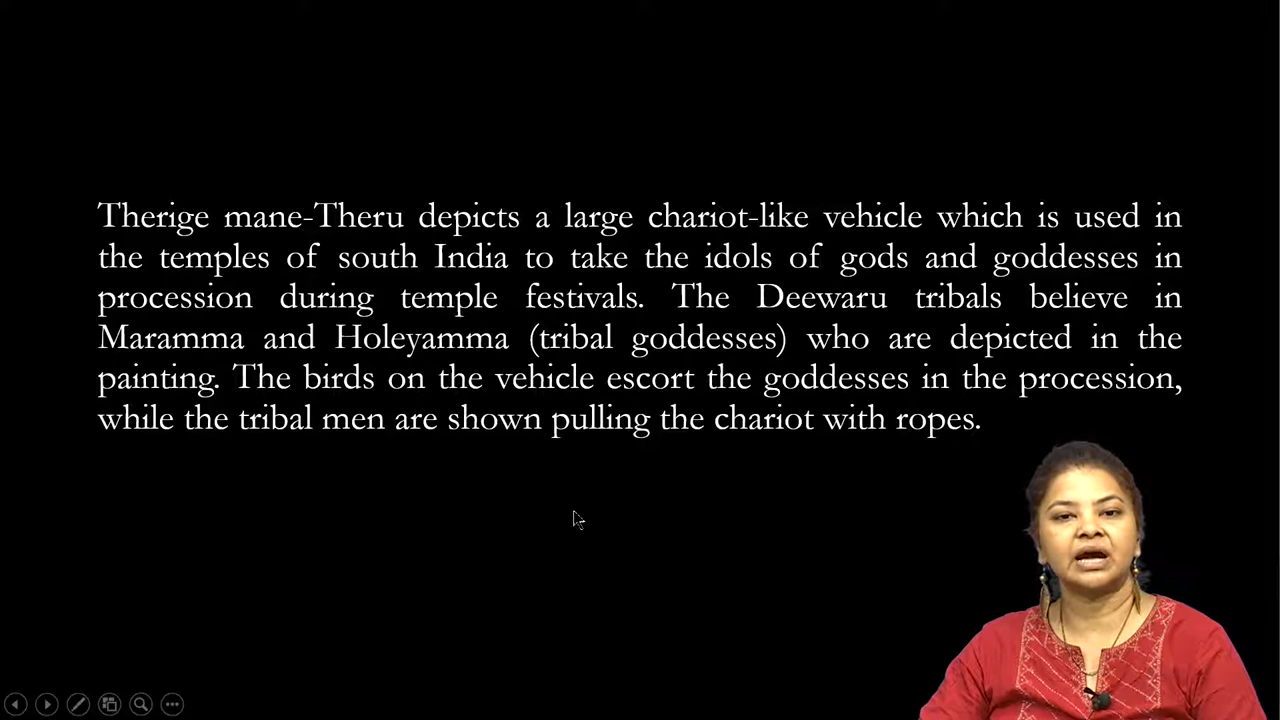 Therige mane-Theru depicts a large chariot-like vehicle which is used in
the temples of south India to take the idols of gods and goddesses in
procession during temple festivals. The Deewaru tribals believe in
Maramma and Holeyamma (tribal goddesses) who are depicted in the
painting. The birds on the vehicle escort the goddesses in the procession,
while the tribal men are shown pulling the chariot with ropes.